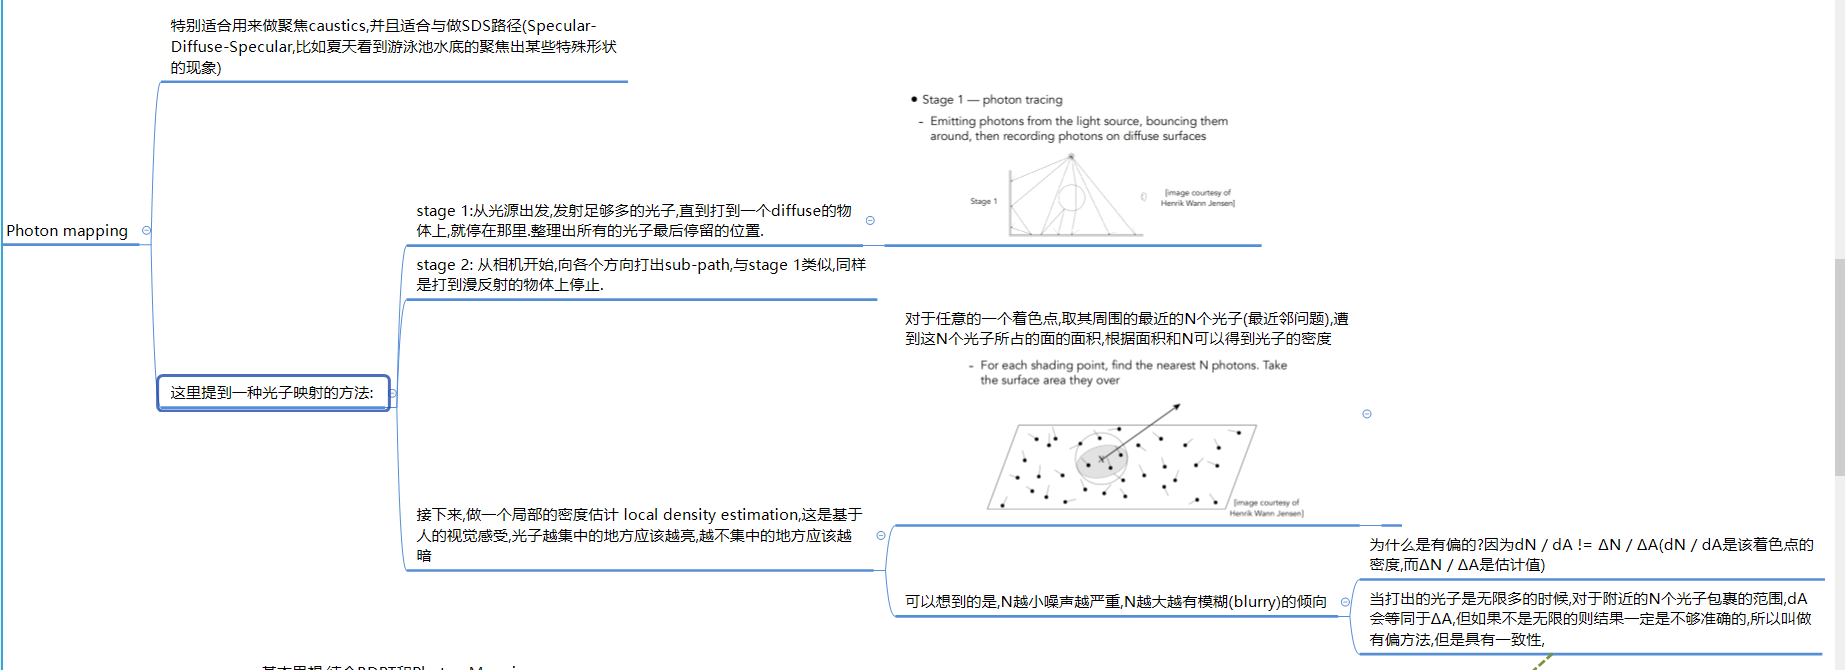 特别适合用来做聚焦caustics,并且适合与做SDS路径(Specular-
Diffuse-Specular,比如夏天看到游泳池水底的聚焦出某些特殊形状
的现象)
Photon mapping
这里提到一种光子映射的方法:
stage 1:从光源出发,发射足够多的光子,直到打到一个diffuse的物
体上,就停在那里.整理出所有的光子最后停留的位置.
● Stage 1 — photon tracing
- Emitting photons from the light source, bouncing them
around, then recording photons on diffuse surfaces
Stage 1
[image courtesy of
Henrik Wann Jensen]
stage 2: 从相机开始,向各个方向打出sub-path,与stage 1类似,同样
是打到漫反射的物体上停止.
接下来,做一个局部的密度估计 local density estimation,这是基于
人的视觉感受,光子越集中的地方应该越亮,越不集中的地方应该越
暗
对于任意的一个着色点,取其周围的最近的N个光子(最近邻问题),遭
到这N个光子所占的面的面积,根据面积和N可以得到光子的密度
- For each shading point, find the nearest N photons. Take
the surface area they over
[image courtesy of
Henrik Wann Jensen]
可以想到的是,N越小噪声越严重,N越大越有模糊(blurry)的倾向
为什么是有偏的?因为dN / dA != ΔN / ΔA(dN / dA是该着色点的
密度,而ΔN / ΔA是估计值)
当打出的光子是无限多的时候,对于附近的N个光子包裹的范围,dA
会等同于ΔA,但如果不是无限的则结果一定是不够准确的,所以叫做
有偏方法,但是具有一致性,